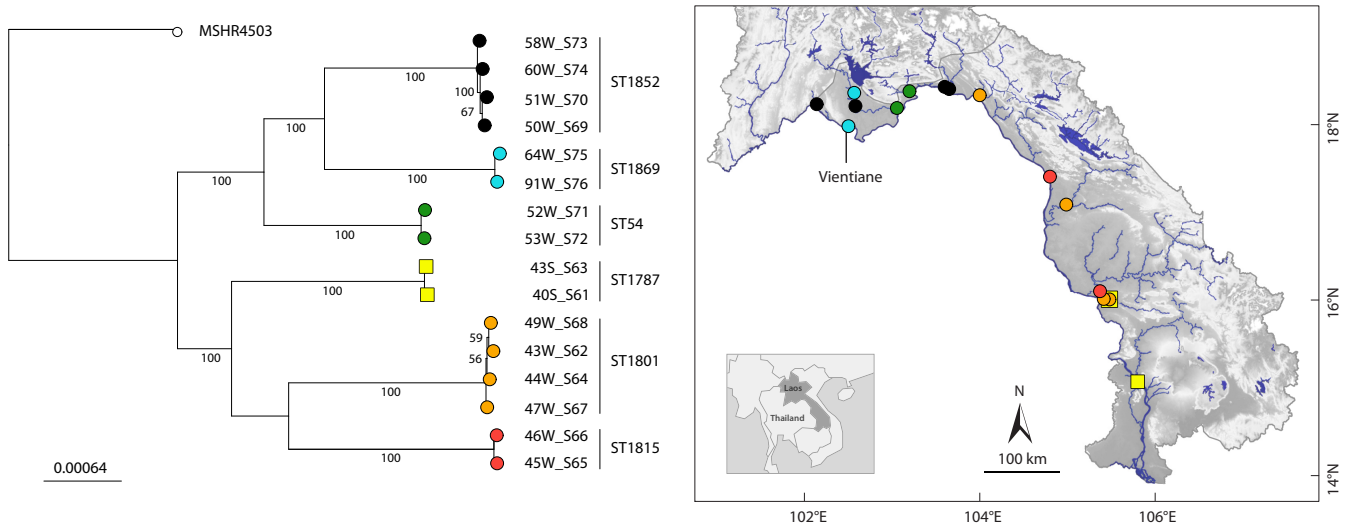 MSHR4503
58W_S73
60W_S74
51W_S70
50W_S69
ST1852
64W_S75
91W_S76
ST1869
52W_S71
53W_S72
ST54
43S_S63
40S_S61
ST1787
49W_S68
43W_S62
44W_S64
47W_S67
ST1801
46W_S66
45W_S65
ST1815
100
100
67
100
100
100
100
100
100
59
56
100
100
0.00064
Vientiane
Laos
Thailand
N
100 km
18°N
16°N
14°N
102°E
104°E
106°E